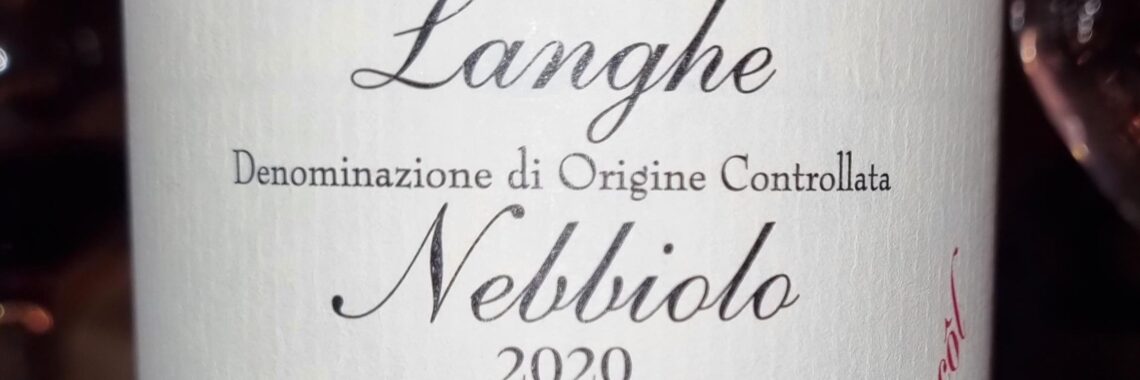 Langhe
Denominazione di Origine Controllata
Nebbiolo
2020